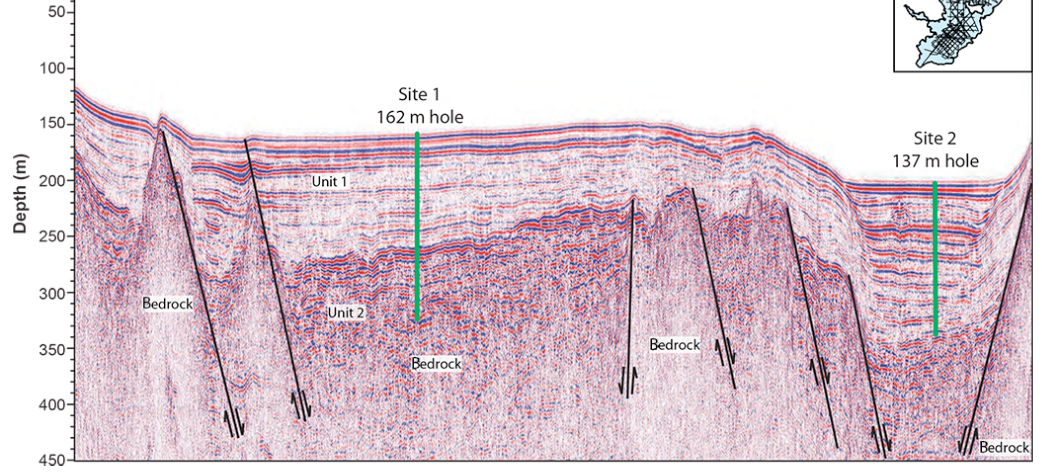 50
100
150
200
250
300
350
400
450
Depth (m)
Site 1
162 m hole
Site 2
137 m hole
Unit 1
Bedrock
Unit 2
Bedrock
Bedrock
Bedrock